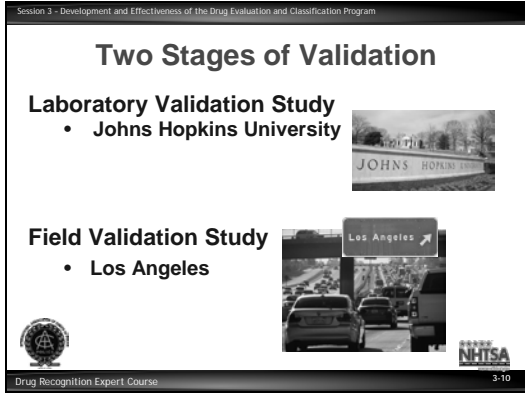 Session 3 – Development and Effectiveness of the Drug Evaluation and Classification Program
Two Stages of Validation
Laboratory Validation Study
• Johns Hopkins University
JOHNS HOPKINS
Field Validation Study
• Los Angeles
Los Angeles
NHTSA
Drug Recognition Expert Course
3-10